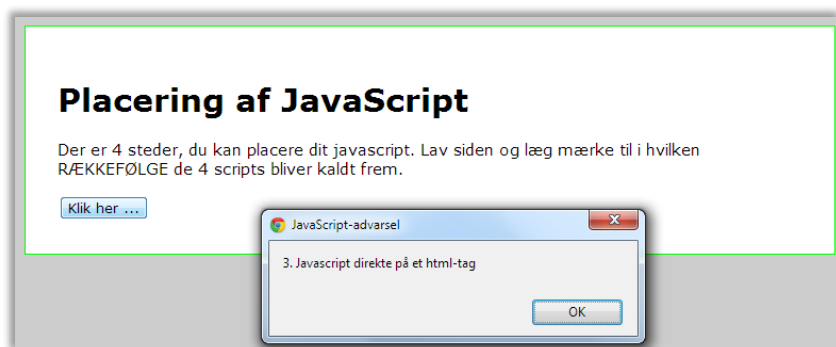 Placering af JavaScript
Der er 4 steder, du kan placere dit javascript. Lav siden og læg mærke til i hvilken
RÆKKEFØLGE de 4 scripts bliver kaldt frem.
Klik her ...
JavaScript-advarsel
3. Javascript direkte på et html-tag
OK